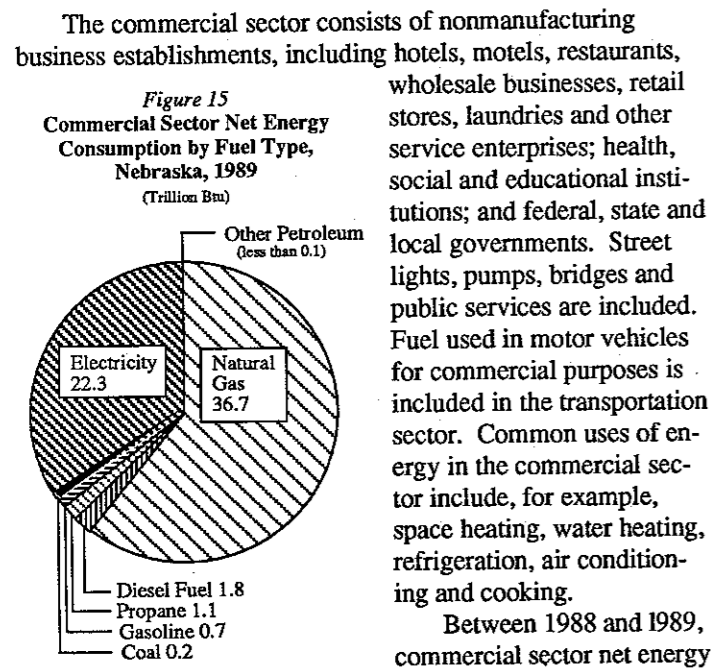 The commercial sector consists of nonmanufacturing
business establishments, including hotels, motels, restaurants,
wholesale businesses, retail
stores, laundries and other
service enterprises; health,
social and educational insti-
tutions; and federal, state and
local governments. Street
lights, pumps, bridges and
public services are included.
Fuel used in motor vehicles
for commercial purposes is
included in the transportation
sector. Common uses of en-
ergy in the commercial sec-
tor include, for example,
space heating, water heating,
refrigeration, air condition-
ing and cooking.
Between 1988 and 1989,
commercial sector net energy
Figure 15
Commercial Sector Net Energy
Consumption by Fuel Type,
Nebraska, 1989
(Trillion Btu)
Other Petroleum
(less than 0.1)
Electricity
22.3
Natural
Gas
36.7
Diesel Fuel 1.8
Propane 1.1
Gasoline 0.7
Coal 0.2